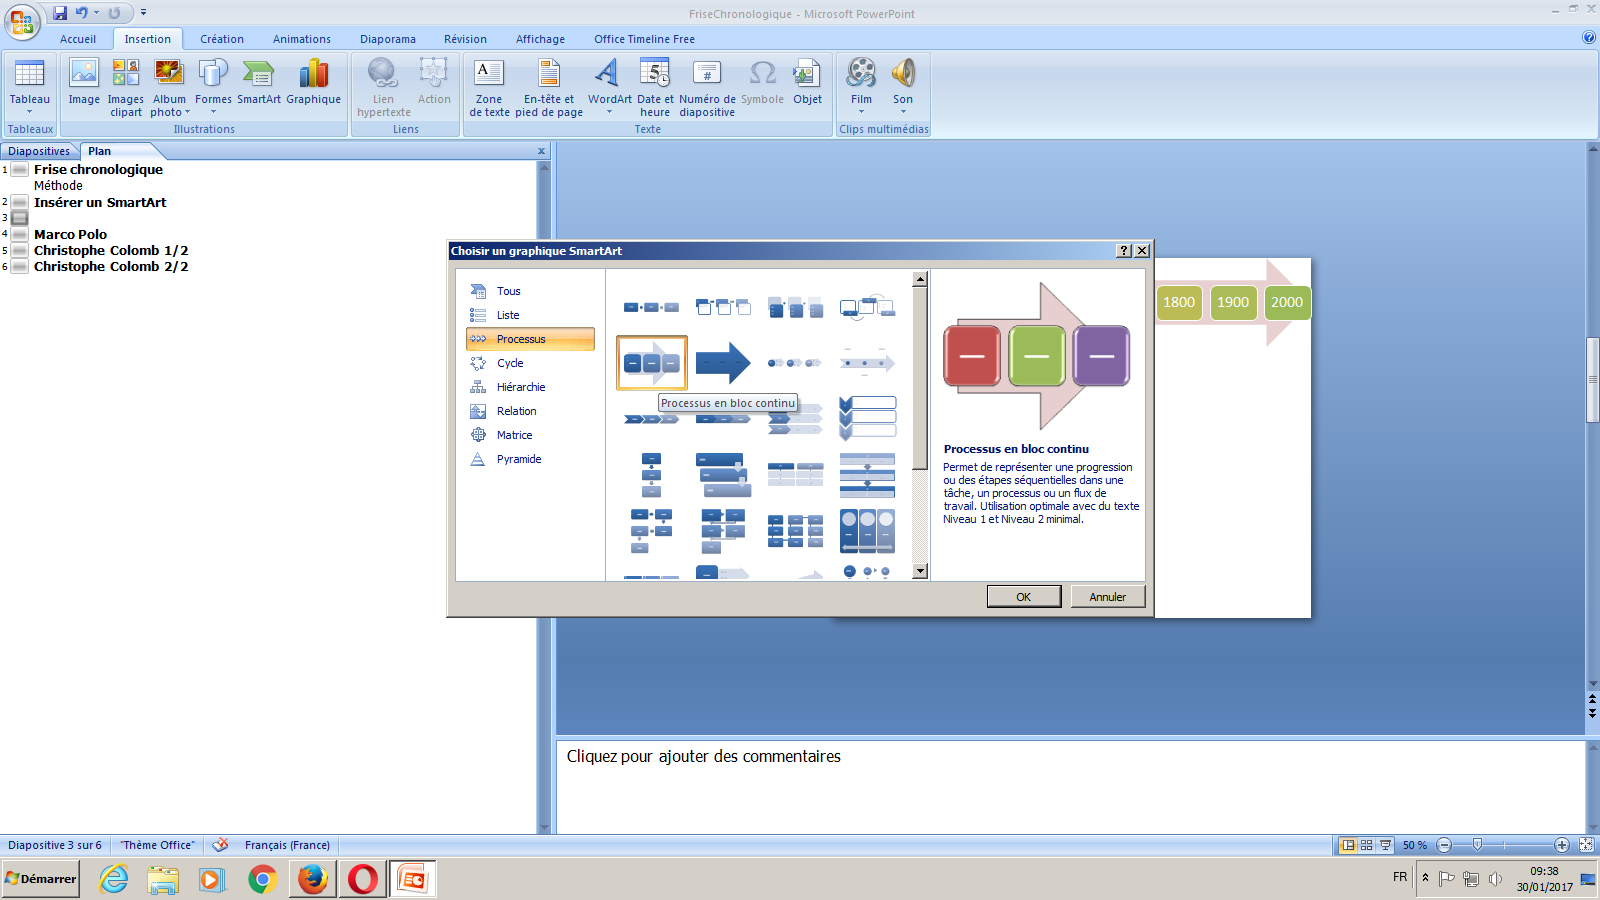 FriseChronologique - Microsoft PowerPoint
Accueil Insertion Création Animations Diaporama Révision Affichage Office Timeline Free
Tableau Image Images clipart Album photo Formes SmartArt Graphique Lien hypertexte Action Zone de texte En-tête et pied de page WordArt Date et heure Numéro de diapositive Symbole Objet Film Son
Tableaux Illustrations Liens Texte Clips multimédias
Diapositives Plan
1 Frise chronologique
Méthode
2 Insérer un SmartArt
3
4 Marco Polo
5 Christophe Colomb 1/2
6 Christophe Colomb 2/2
Choisir un graphique SmartArt
Tous
Liste
Processus
Cycle
Hiérarchie
Relation
Matrice
Pyramide
Processus en bloc continu
Processus en bloc continu
Permet de représenter une progression
ou des étapes séquentielles dans une
tâche, un processus ou un flux de
travail. Utilisation optimale avec du texte
Niveau 1 et Niveau 2 minimal.
OK Annuler
1800 1900 2000
Cliquez pour ajouter des commentaires
Diapositive 3 sur 6 "Thème Office" Français (France) 50 %
Démarrer FR 09:38
30/01/2017